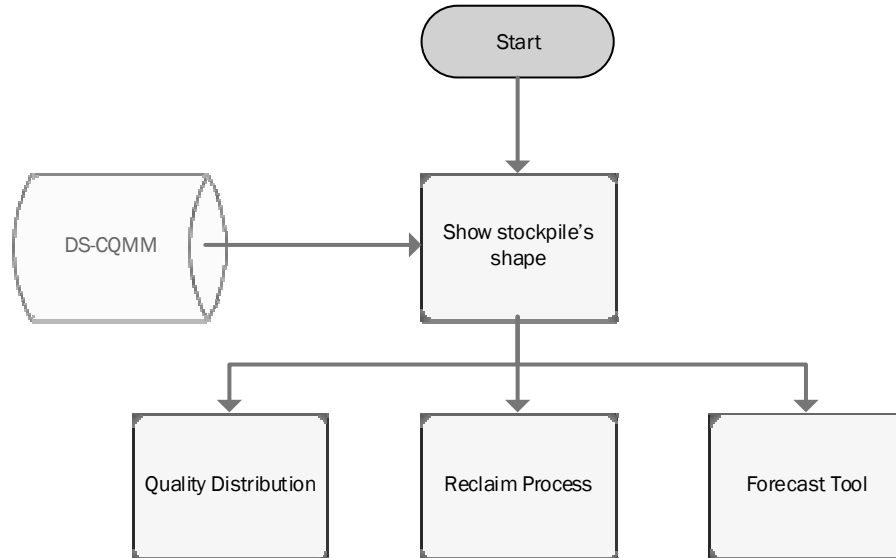 Start
DS-CQMM
Show stockpile's
shape
Quality Distribution
Reclaim Process
Forecast Tool